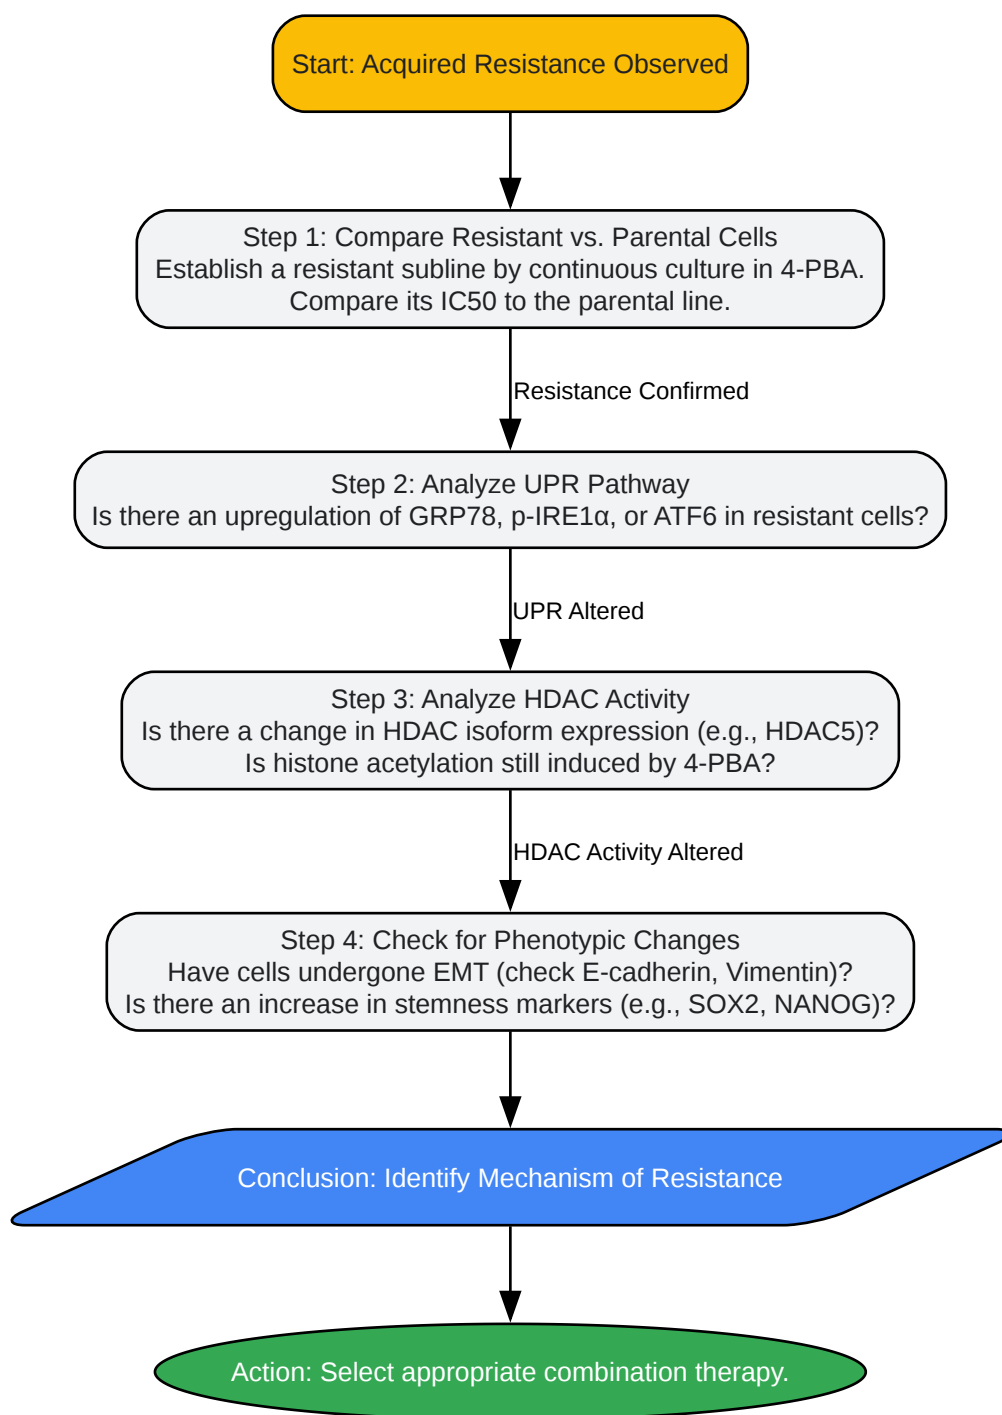 Start: Acquired Resistance Observed
Step 1: Compare Resistant vs. Parental Cells
Establish a resistant subline by continuous culture in 4-PBA.
Compare its IC50 to the parental line.
Resistance Confirmed
Step 2: Analyze UPR Pathway
Is there an upregulation of GRP78, p-IRE1α, or ATF6 in resistant cells?
UPR Altered
Step 3: Analyze HDAC Activity
Is there a change in HDAC isoform expression (e.g., HDAC5)?
Is histone acetylation still induced by 4-PBA?
HDAC Activity Altered
Step 4: Check for Phenotypic Changes
Have cells undergone EMT (check E-cadherin, Vimentin)?
Is there an increase in stemness markers (e.g., SOX2, NANOG)?
Conclusion: Identify Mechanism of Resistance
Action: Select appropriate combination therapy.